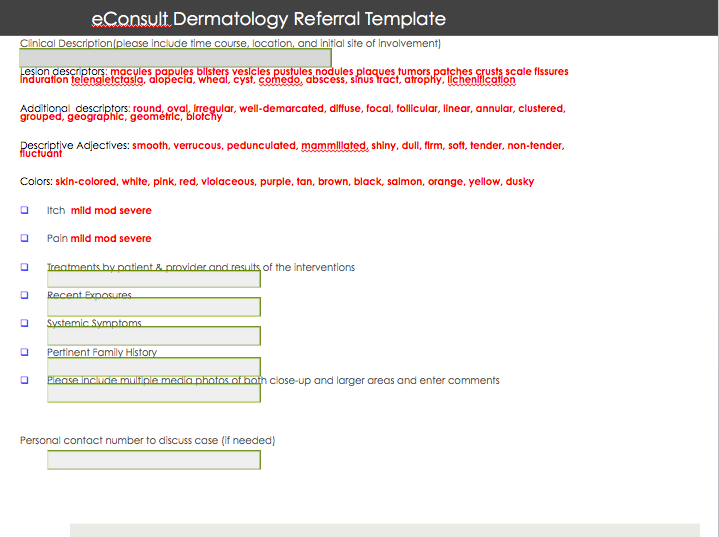 eConsult Dermatology Referral Template
Clinical Description(please include time course, location, and initial site of involvement)
Lesion descriptors: macules papules blisters vesicles pustules nodules plaques tumors patches crusts scale fissures
induration telengietctasia, alopecia, wheal, cyst, comedo, abscess, sinus tract, atrophy, lichenification
Additional descriptors: round, oval, irregular, well-demarcated, diffuse, focal, follicular, linear, annular, clustered,
grouped, geographic, geometric, blotchy
Descriptive Adjectives: smooth, verrucous, pedunculated, mammillated, shiny, dull, firm, soft, tender, non-tender,
fluctuant
Colors: skin-colored, white, pink, red, violaceous, purple, tan, brown, black, salmon, orange, yellow, dusky
Itch mild mod severe
Pain mild mod severe
Treatments by patient & provider and results of the interventions
Recent Exposures
Systemic Symptoms
Pertinent Family History
Please include multiple media photos of both close-up and larger areas and enter comments
Personal contact number to discuss case (if needed)